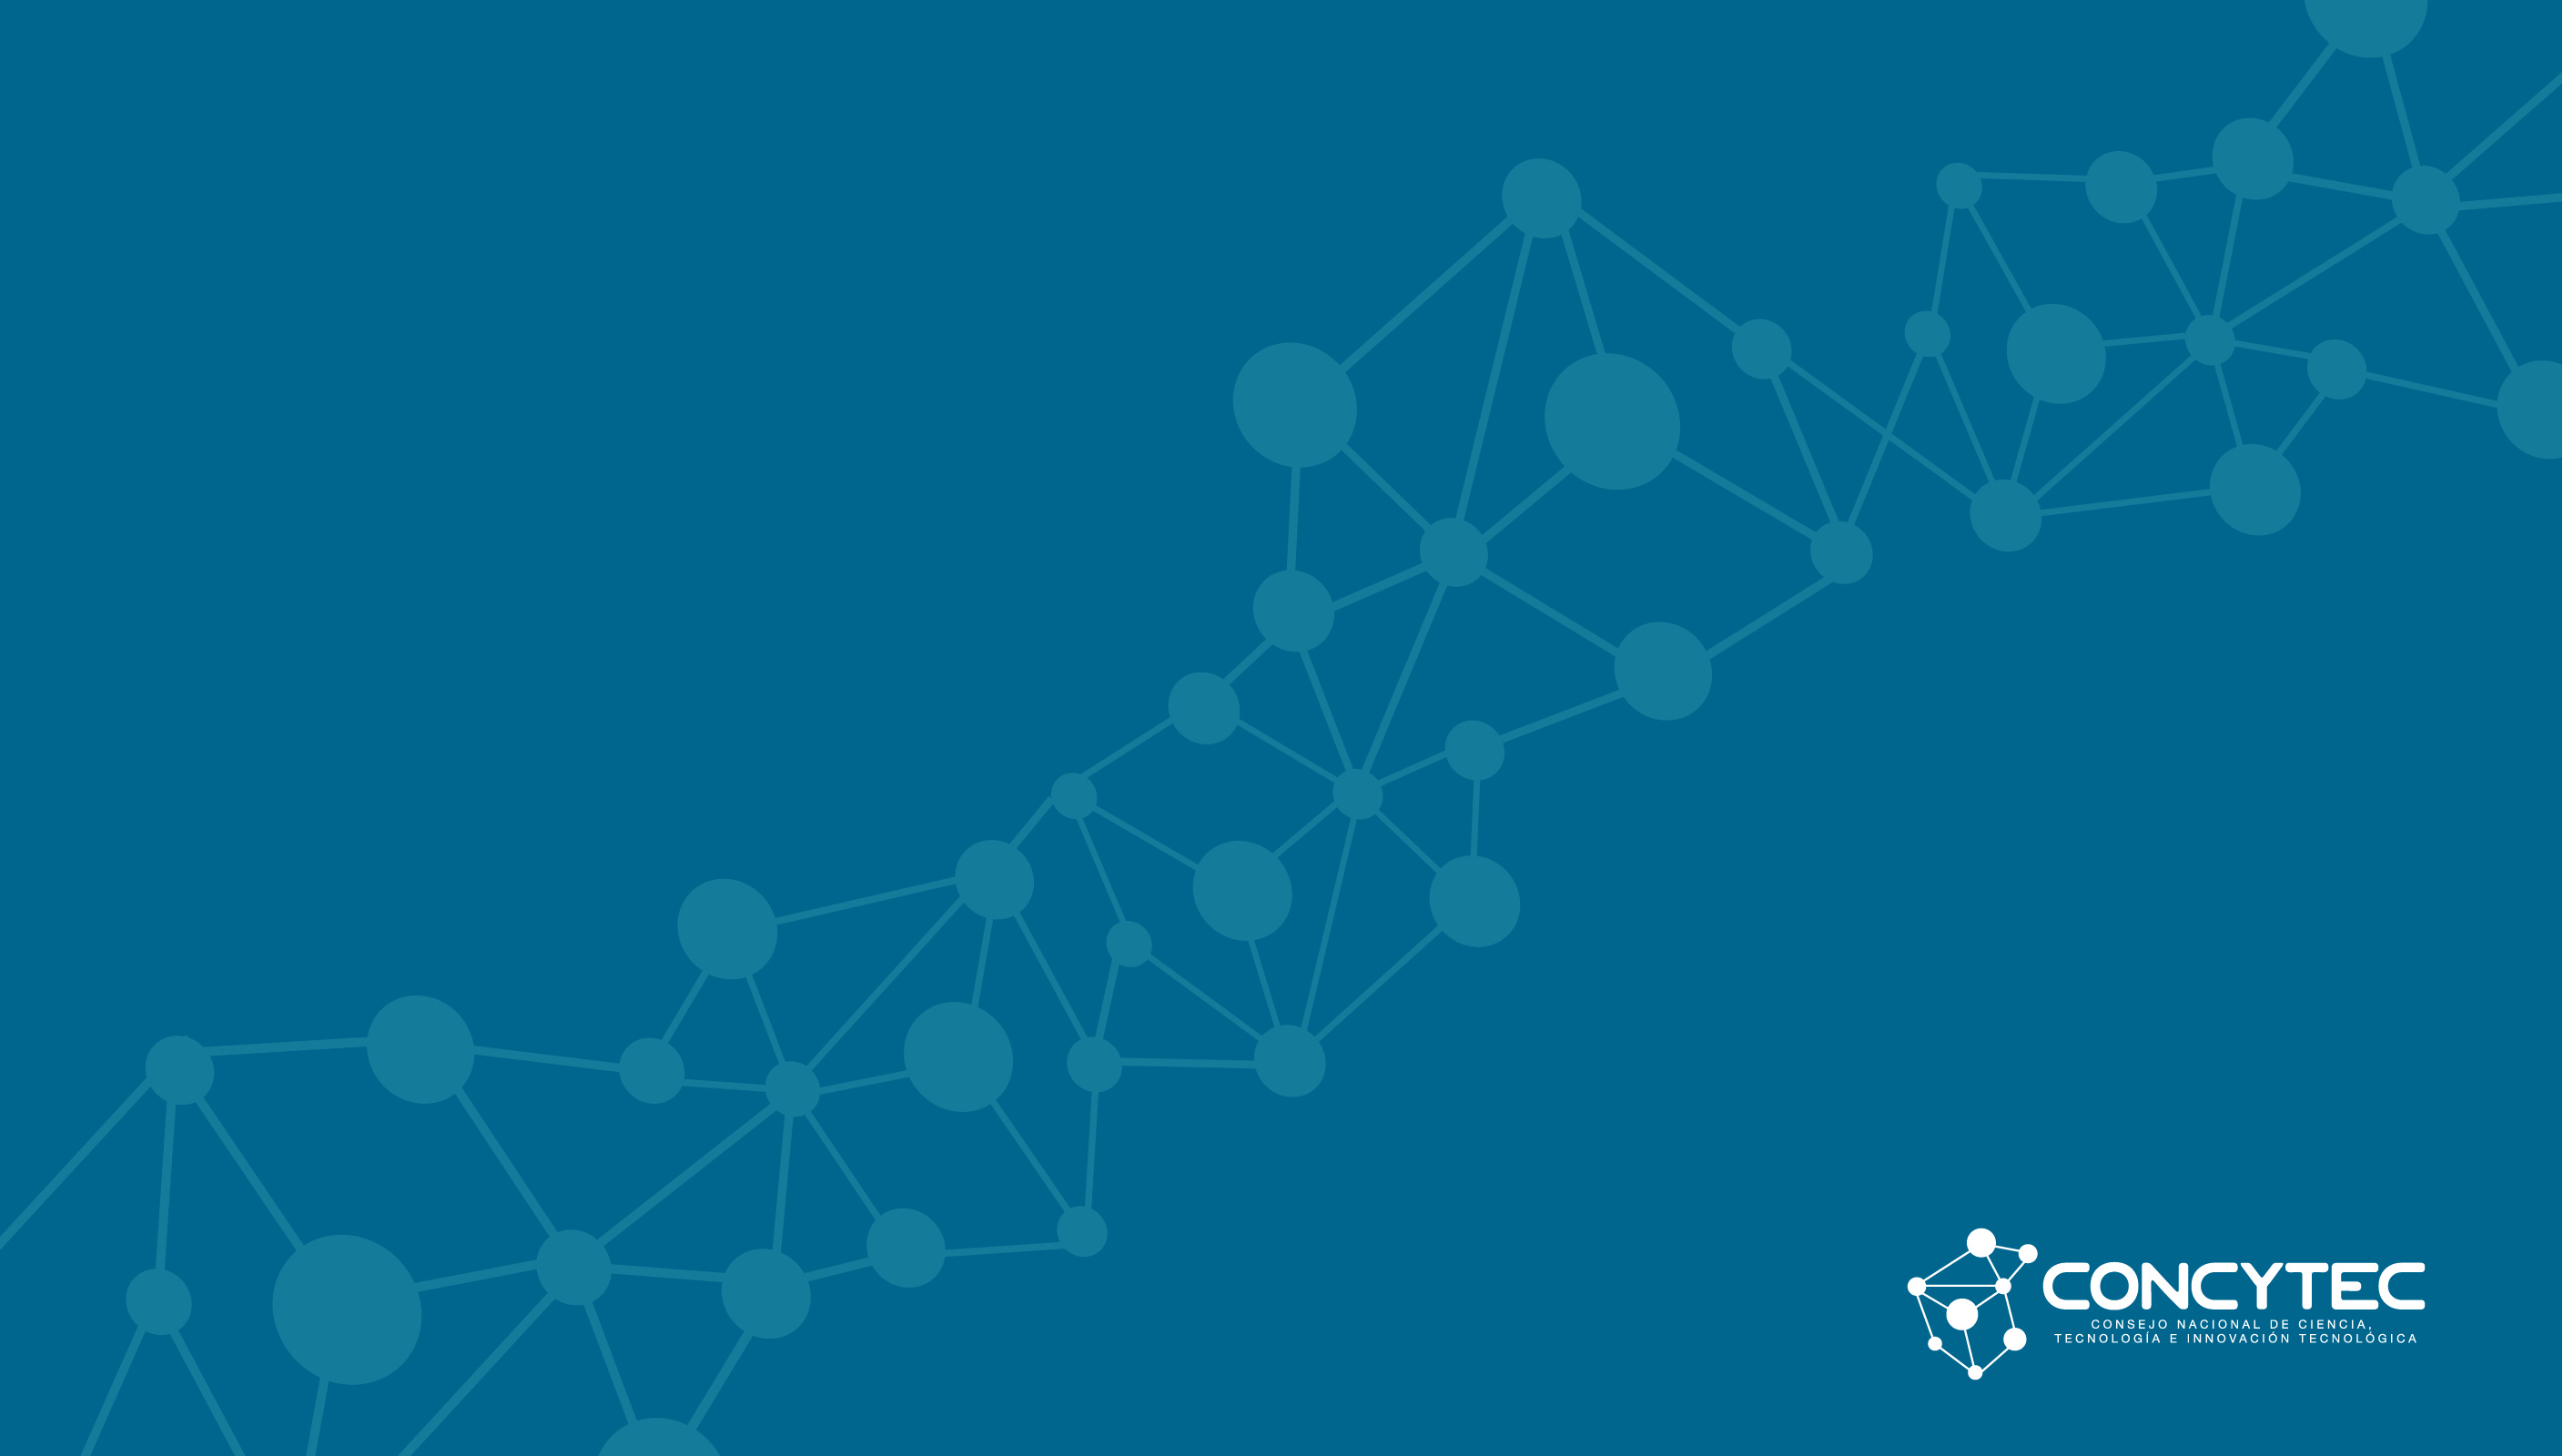 CONCYTEC
CONSEJO NACIONAL DE CIENCIA,
TECNOLOGÍA E INNOVACIÓN TECNOLÓGICA